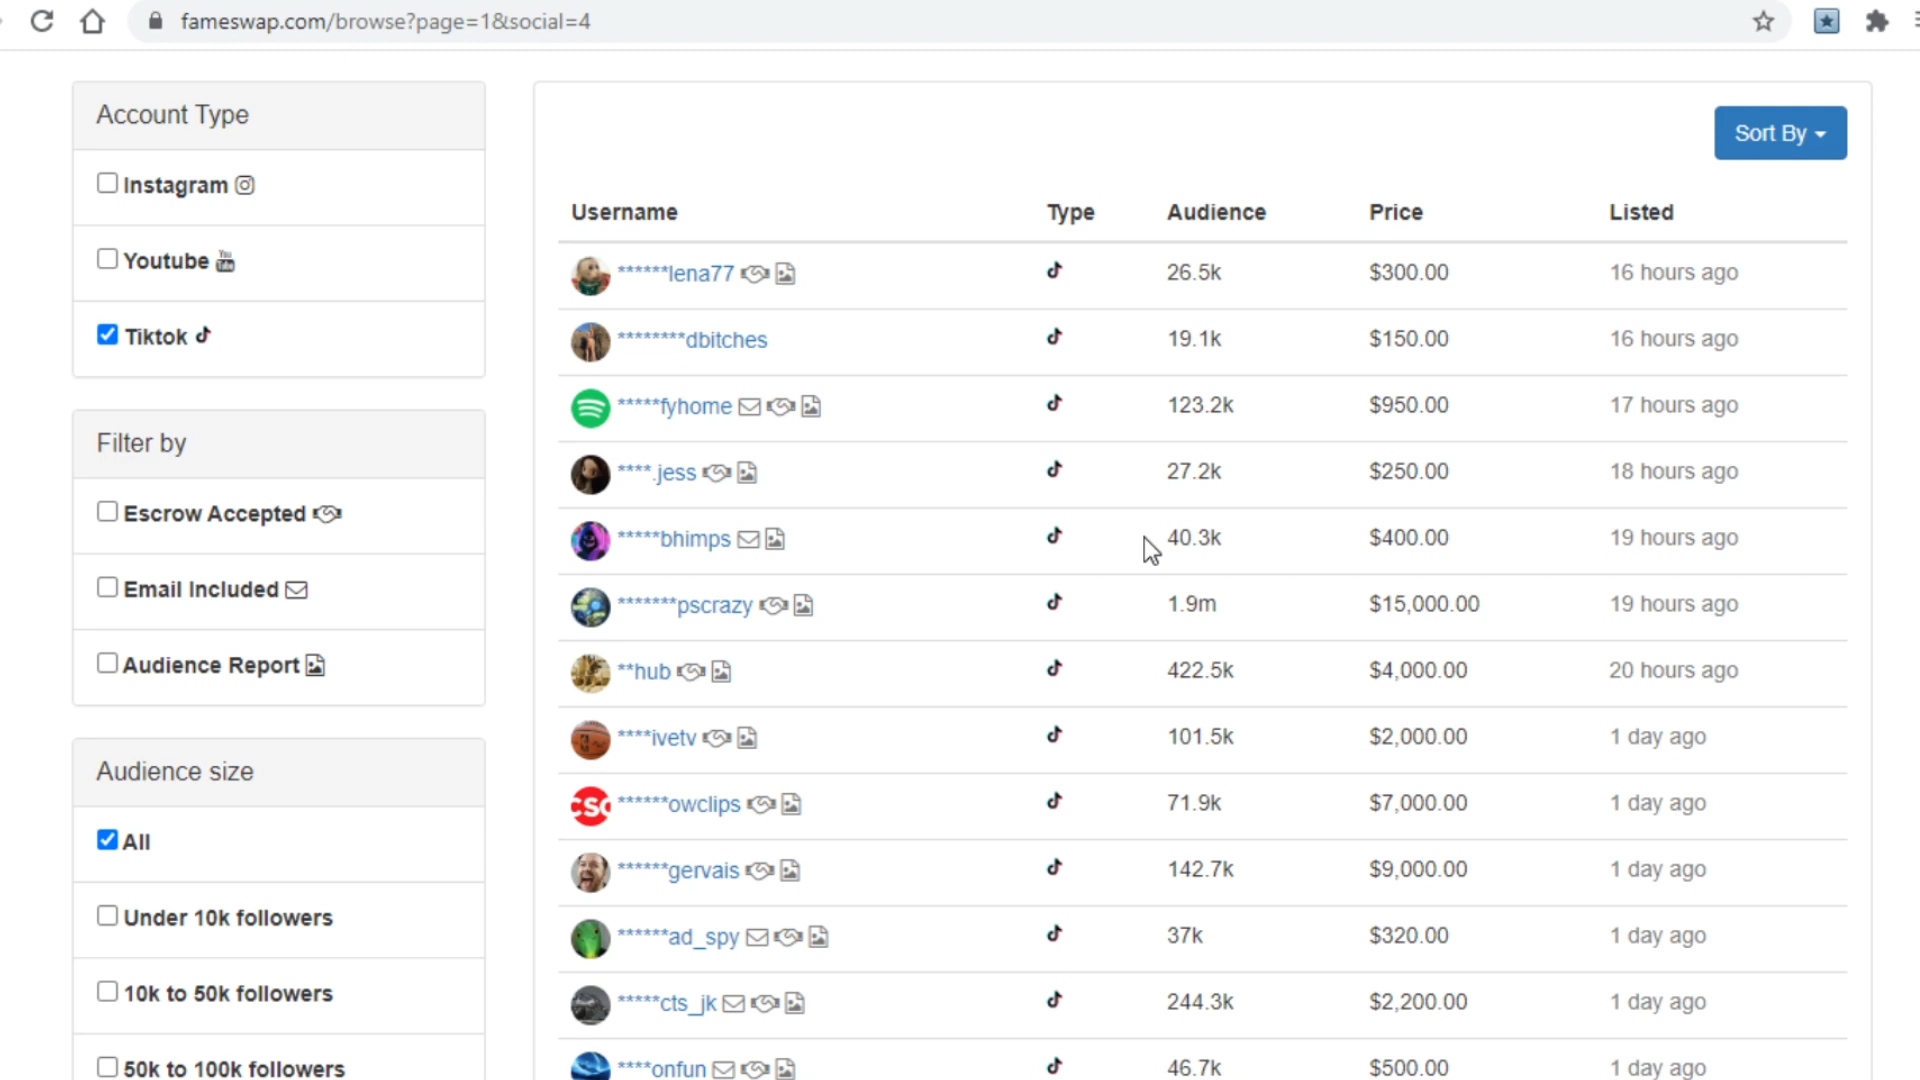 fameswap.com/browse?page=1&social=4
Account Type
Instagram
Youtube
Tiktok
Filter by
Escrow Accepted
Email Included
Audience Report
Audience size
All
Under 10k followers
10k to 50k followers
50k to 100k followers
Sort By
Username Type Audience Price Listed
******lena77 26.5k $300.00 16 hours ago
********dbitches 19.1k $150.00 16 hours ago
*****fyhome 123.2k $950.00 17 hours ago
****.jess 27.2k $250.00 18 hours ago
*****bhimps 40.3k $400.00 19 hours ago
*******pscrazy 1.9m $15,000.00 19 hours ago
**hub 422.5k $4,000.00 20 hours ago
****ivetv 101.5k $2,000.00 1 day ago
CSC ******owclips 71.9k $7,000.00 1 day ago
******gervais 142.7k $9,000.00 1 day ago
******ad_spy 37k $320.00 1 day ago
*****cts_jk 244.3k $2,200.00 1 day ago
****onfun 46.7k $500.00 1 day ago